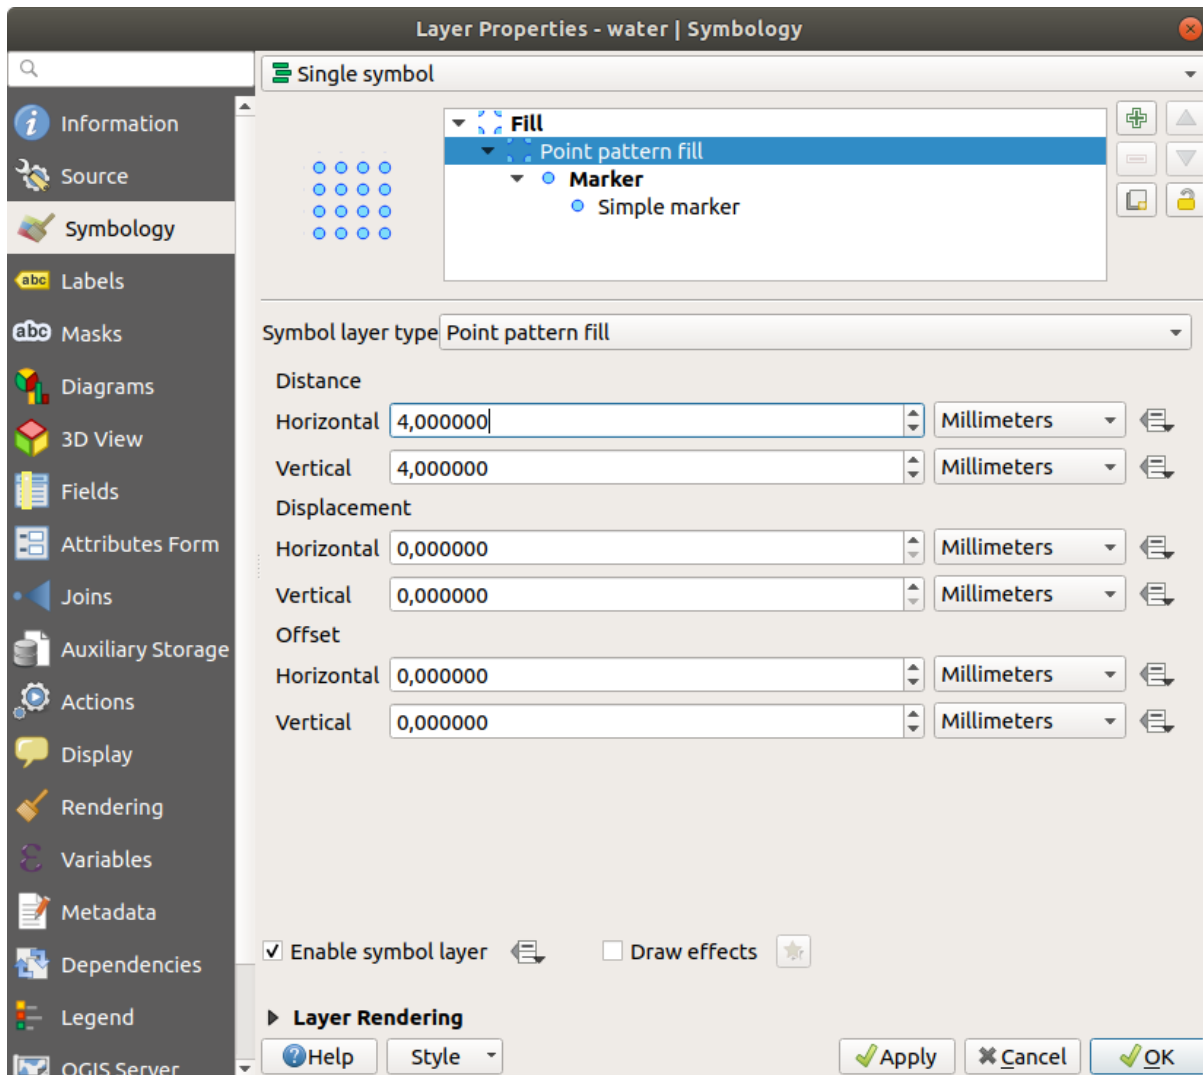 Layer Properties - water | Symbology
Single symbol
Information
Source
Symbology
abc Labels
abc Masks
Diagrams
3D View
Fields
Attributes Form
Joins
Auxiliary Storage
Actions
Display
Rendering
Variables
Metadata
Dependencies
Legend
QGIS Server
Fill
Point pattern fill
Marker
Simple marker
Symbol layer type Point pattern fill
Distance
Horizontal 4,000000 Millimeters
Vertical 4,000000 Millimeters
Displacement
Horizontal 0,000000 Millimeters
Vertical 0,000000 Millimeters
Offset
Horizontal 0,000000 Millimeters
Vertical 0,000000 Millimeters
Enable symbol layer Draw effects
Layer Rendering
Help Style Apply Cancel OK